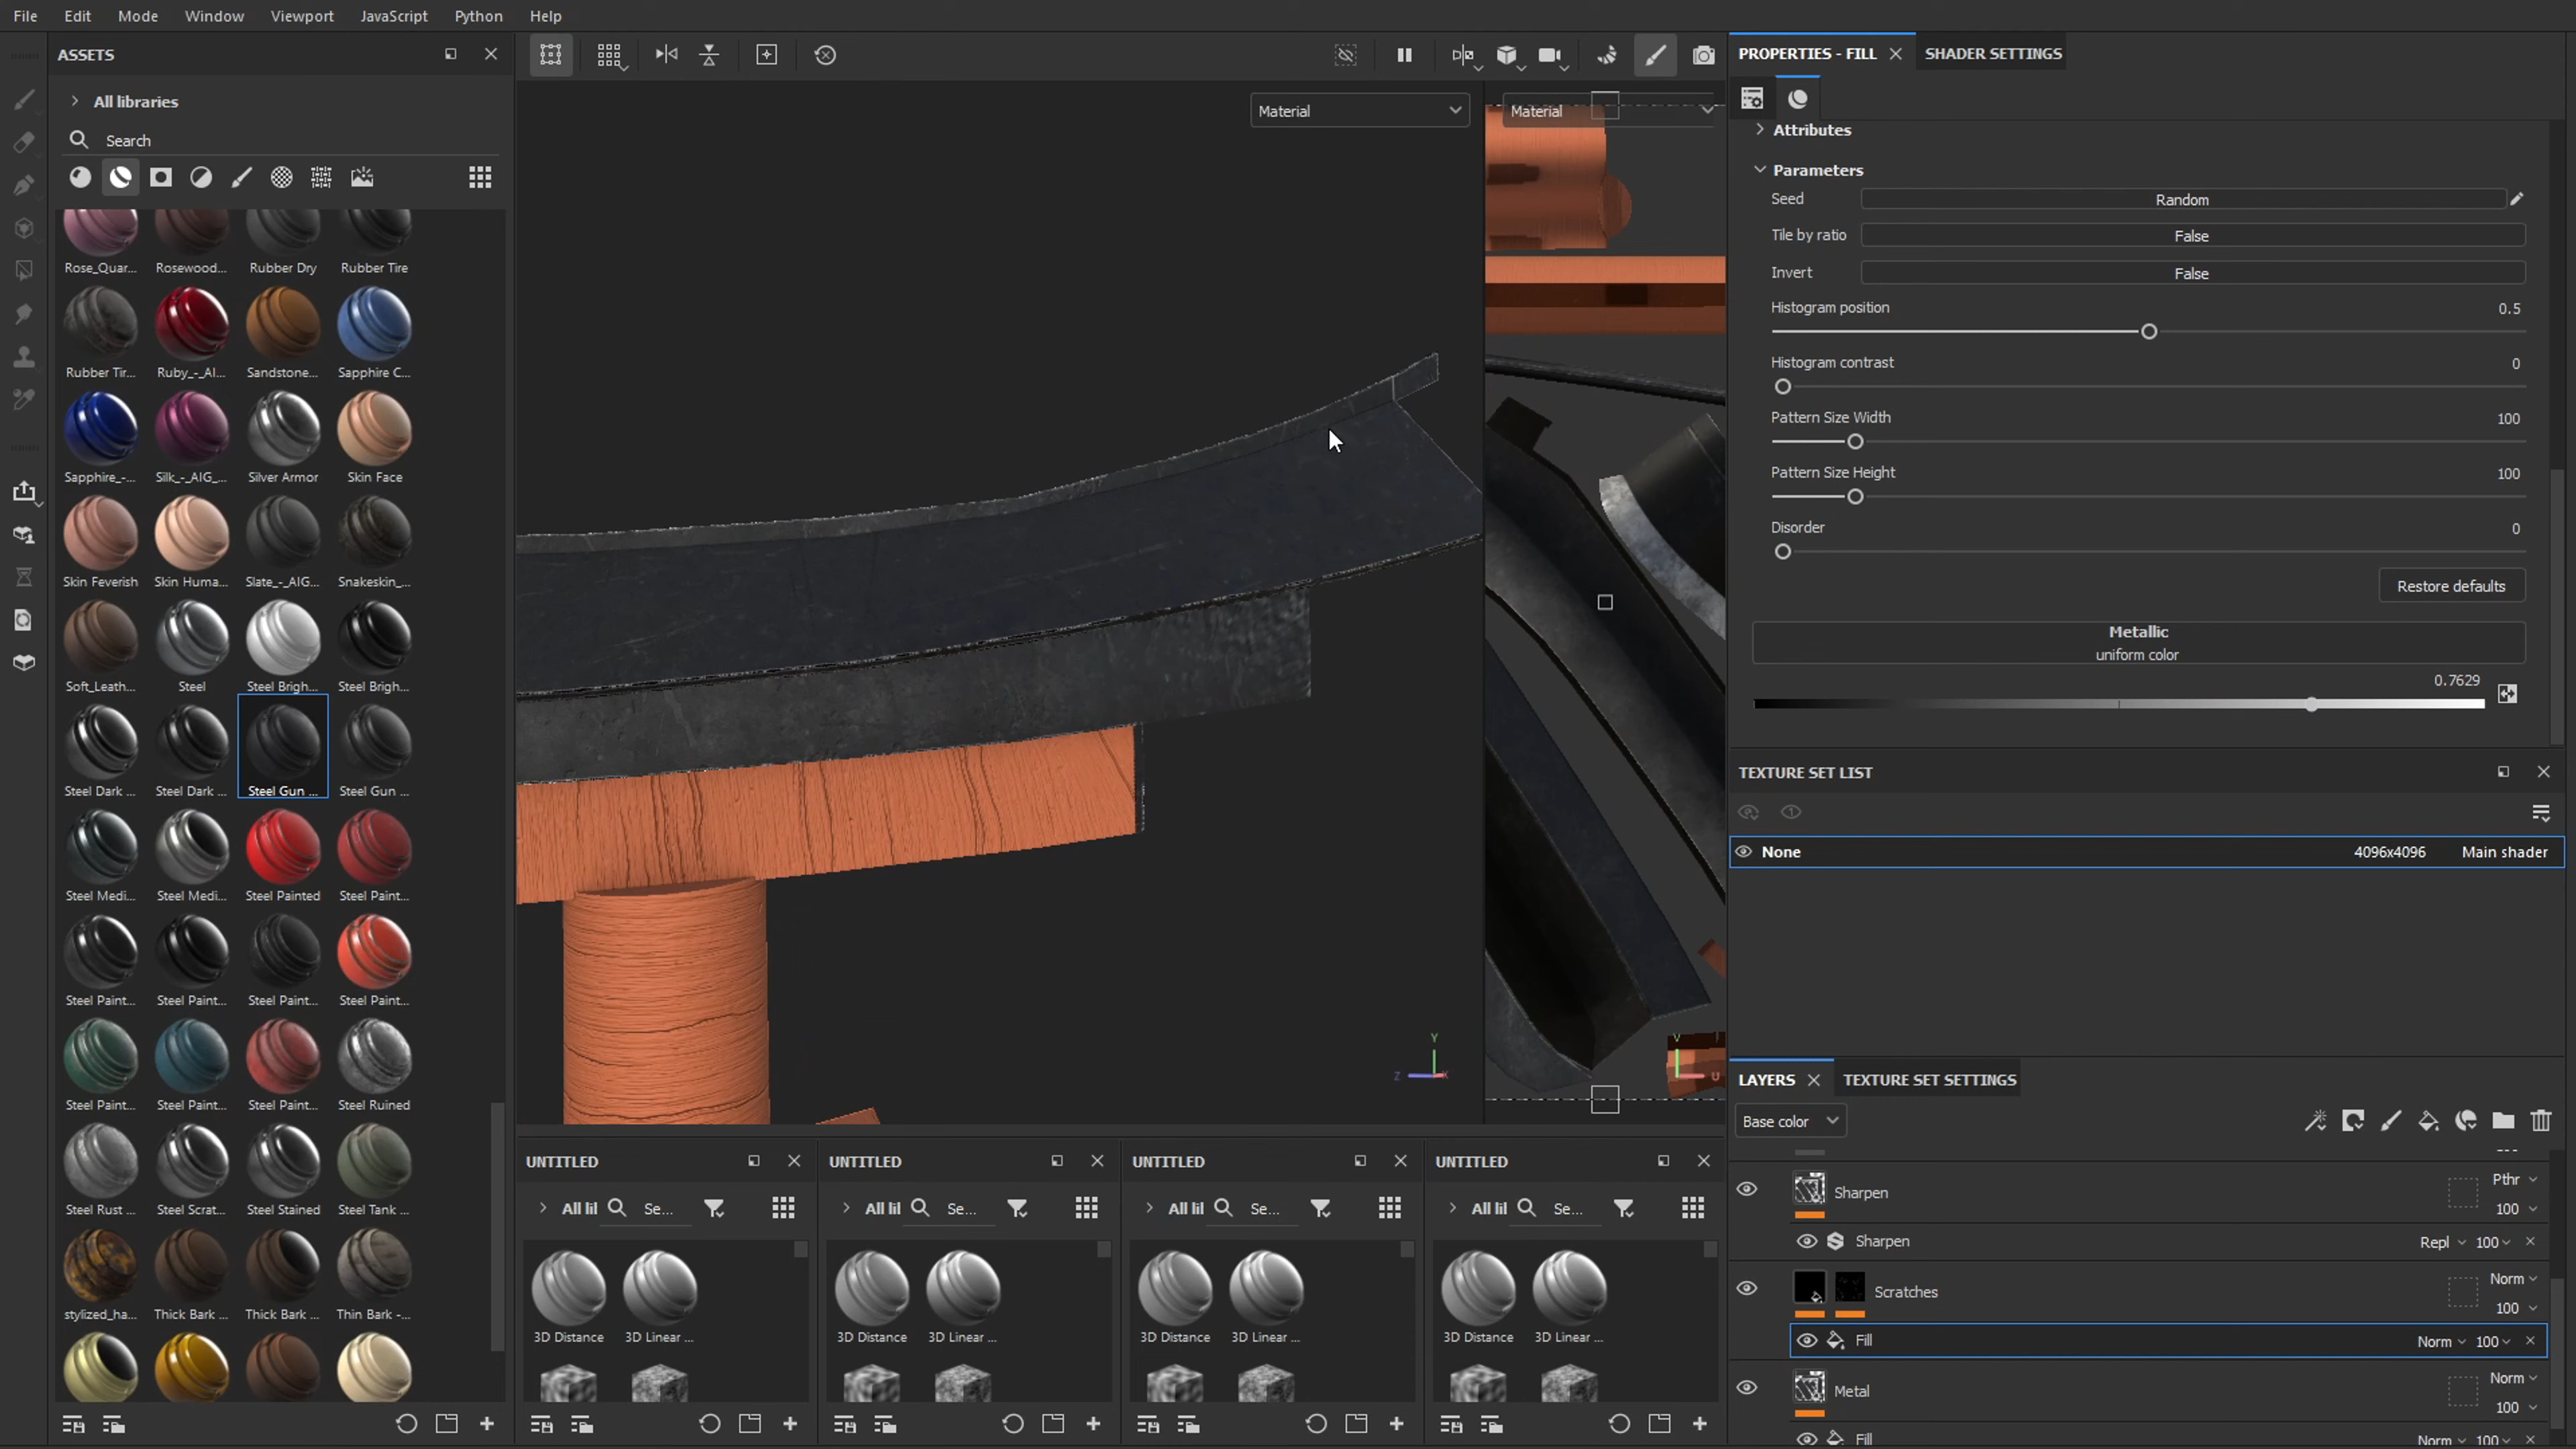 File Edit Mode Window Viewport JavaScript Python Help
ASSETS
All libraries
Search
Rose_Quar... Rosewood... Rubber Dry Rubber Tire
Rubber Tir... Ruby_-_AI... Sandstone... Sapphire C...
Sapphire_-... Silk_-_AIG_... Silver Armor Skin Face
Skin Feverish Skin Huma... Slate_-_AIG... Snakeskin_...
Soft_Leath... Steel Steel Brigh... Steel Brigh...
Steel Dark ... Steel Dark ... Steel Gun ... Steel Gun ...
Steel Medi... Steel Medi... Steel Painted Steel Paint...
Steel Paint... Steel Paint... Steel Paint... Steel Paint...
Steel Paint... Steel Paint... Steel Paint... Steel Ruined
Steel Rust ... Steel Scrat... Steel Stained Steel Tank ...
stylized_ha... Thick Bark ... Thick Bark ... Thin Bark -...
Material
Material
Y
Z
V
U
UNTITLED
All lil Se...
3D Distance 3D Linear ...
UNTITLED
All lil Se...
3D Distance 3D Linear ...
UNTITLED
All lil Se...
3D Distance 3D Linear ...
UNTITLED
All lil Se...
3D Distance 3D Linear ...
PROPERTIES - FILL SHADER SETTINGS
Attributes
Parameters
Seed Random
Tile by ratio False
Invert False
Histogram position 0.5
Histogram contrast 0
Pattern Size Width 100
Pattern Size Height 100
Disorder 0
Restore defaults
Metallic
uniform color
0.7629
TEXTURE SET LIST
None 4096x4096 Main shader
LAYERS TEXTURE SET SETTINGS
Base color
Sharpen Pthr
100
Sharpen Repl 100
Scratches Norm
100
Fill Norm 100
Metal Norm
100
Fill Norm 100